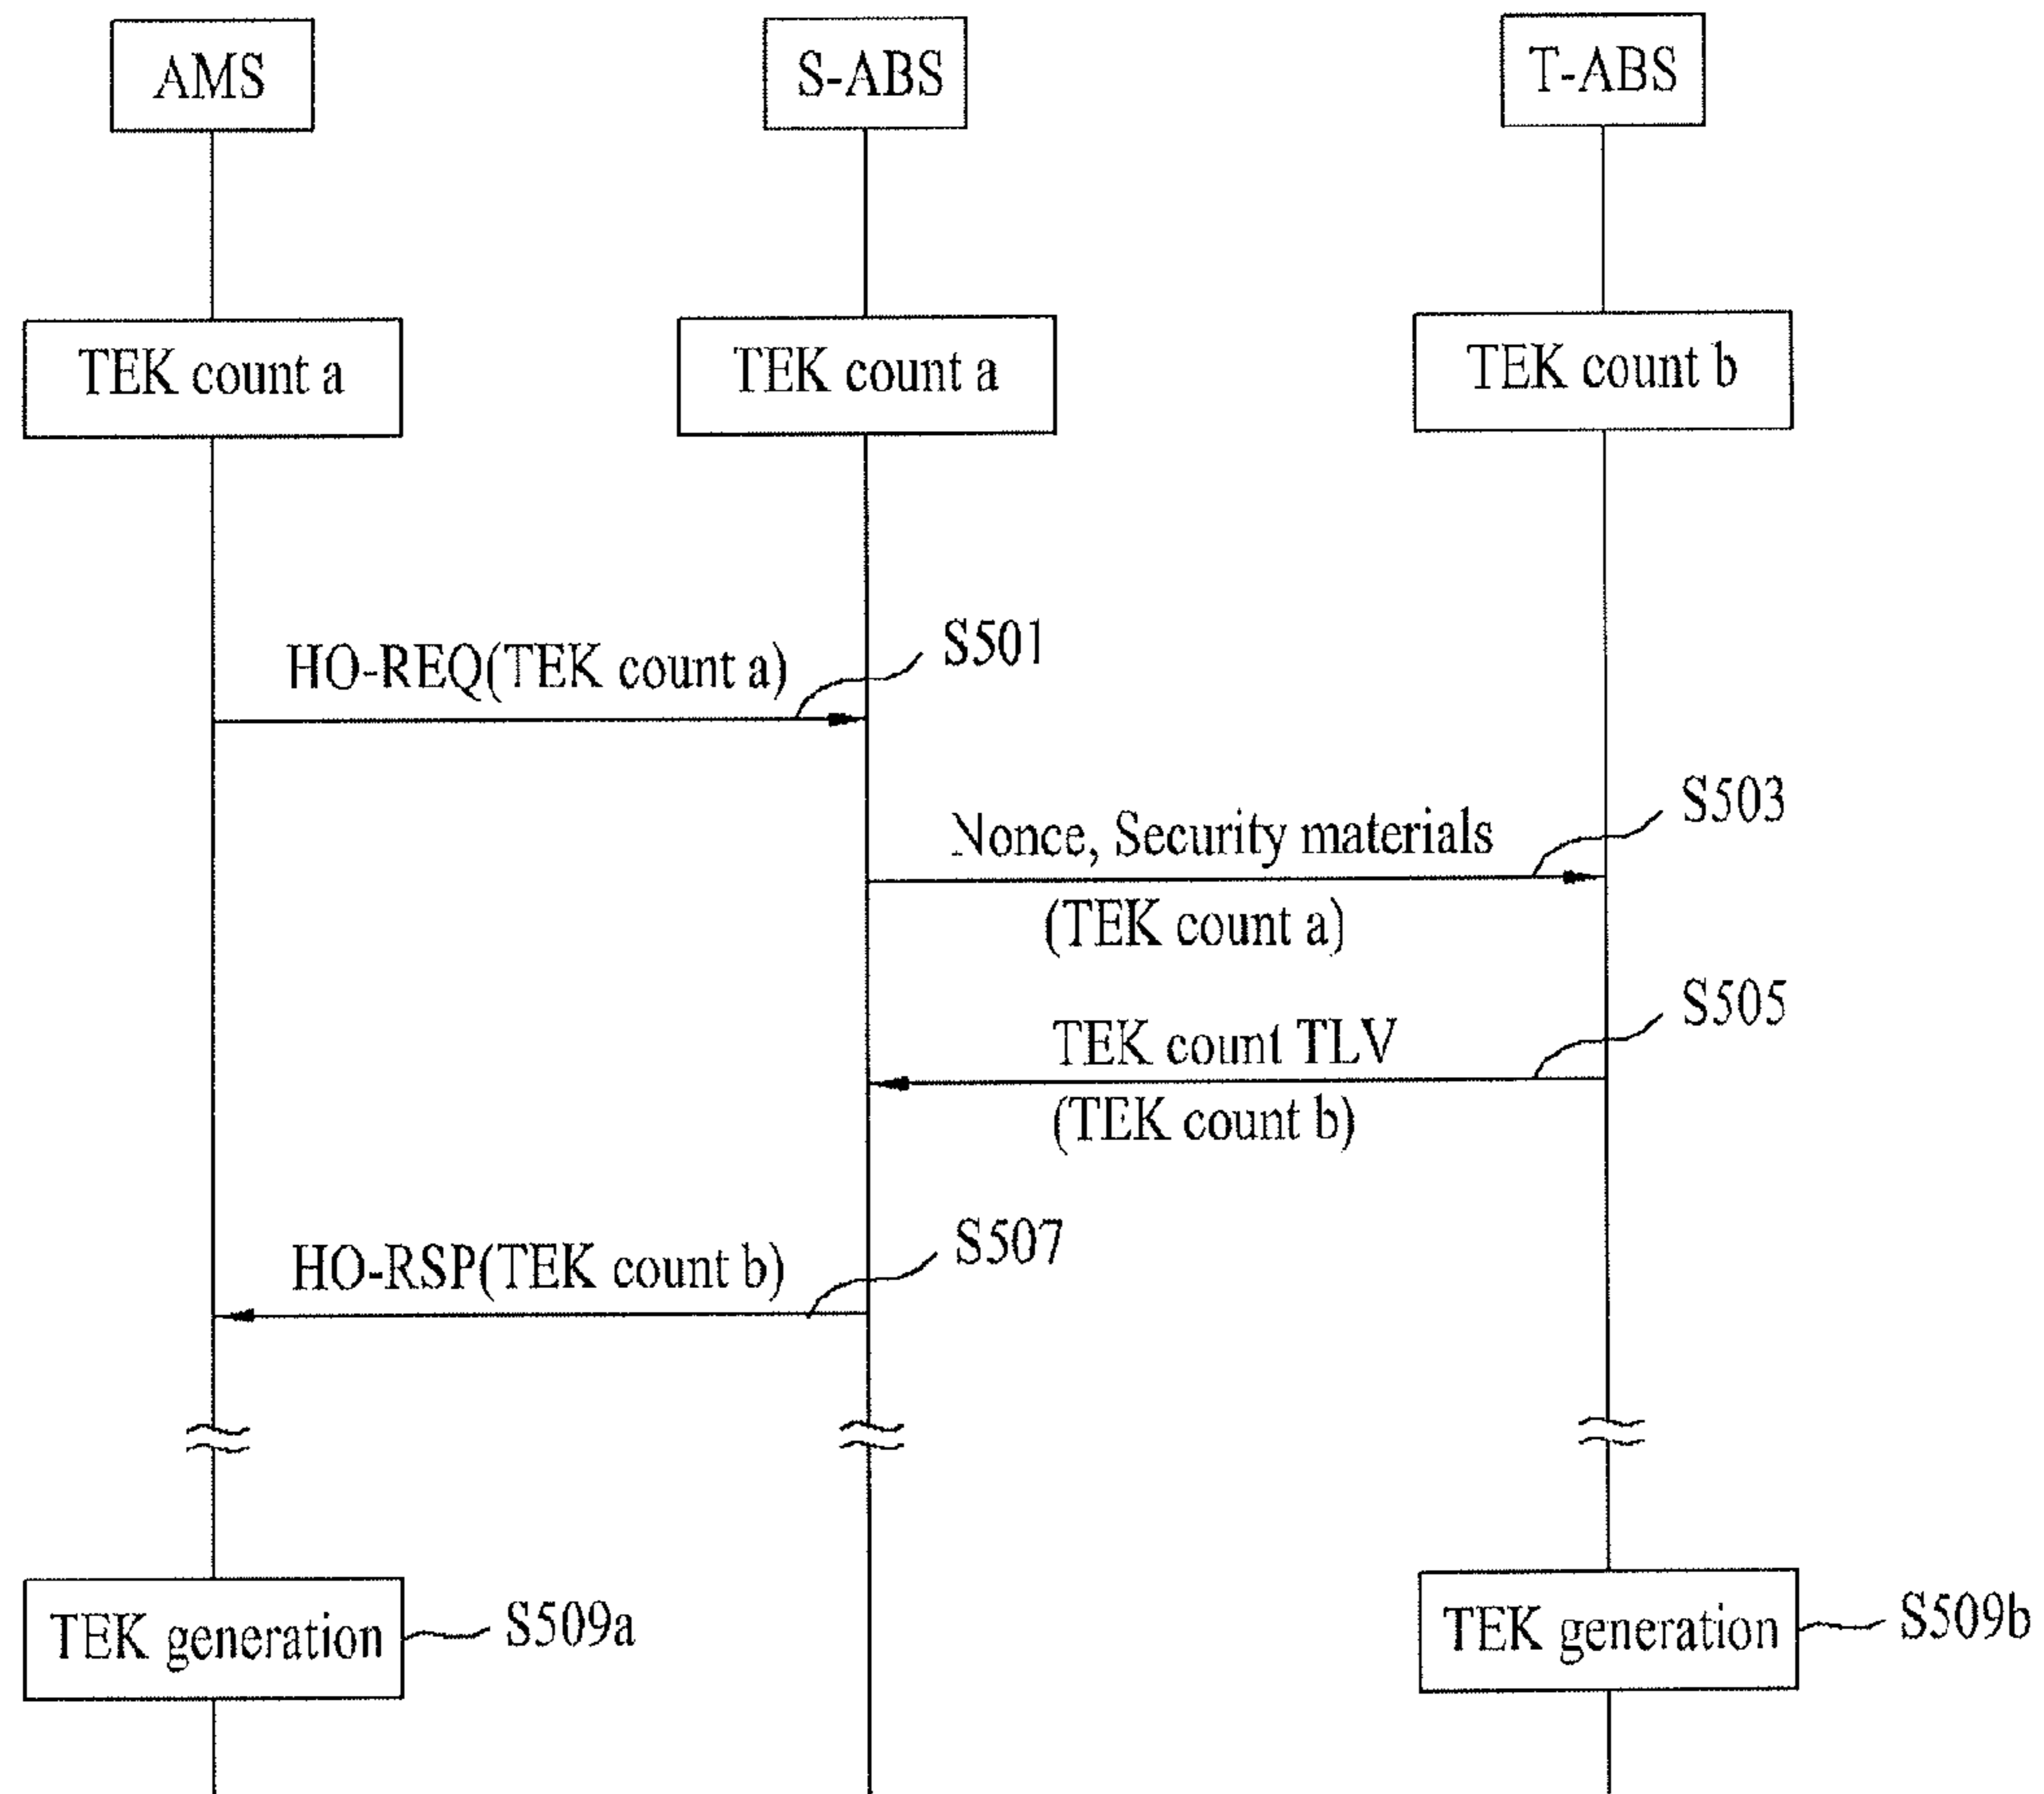 AMS
S-ABS
T-ABS
TEK count a
TEK count a
TEK count b
HO-REQ(TEK count a)
S501
Nonce, Security materials
S503
(TEK count a)
TEK count TLV
S505
(TEK count b)
HO-RSP(TEK count b)
S507
TEK generation
S509a
TEK generation
S509b